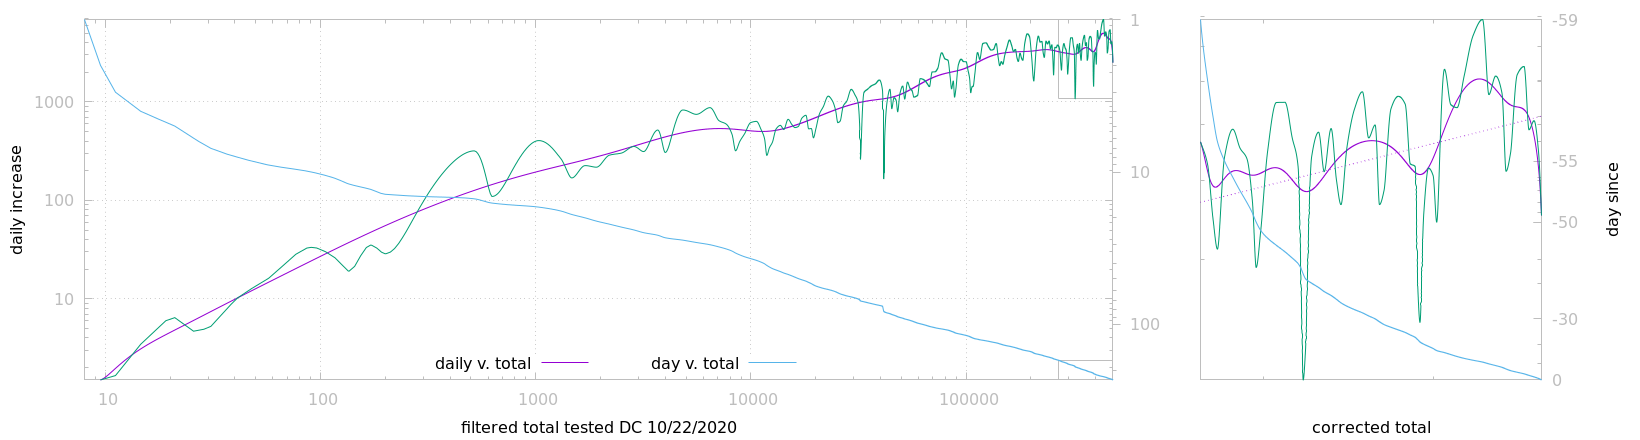 1000
100
10
daily increase
daily v. total
day v. total
10
100
1000
10000
100000
filtered total tested DC 10/22/2020
1
10
100
-59
-55
-50
-30
0
day since
corrected total